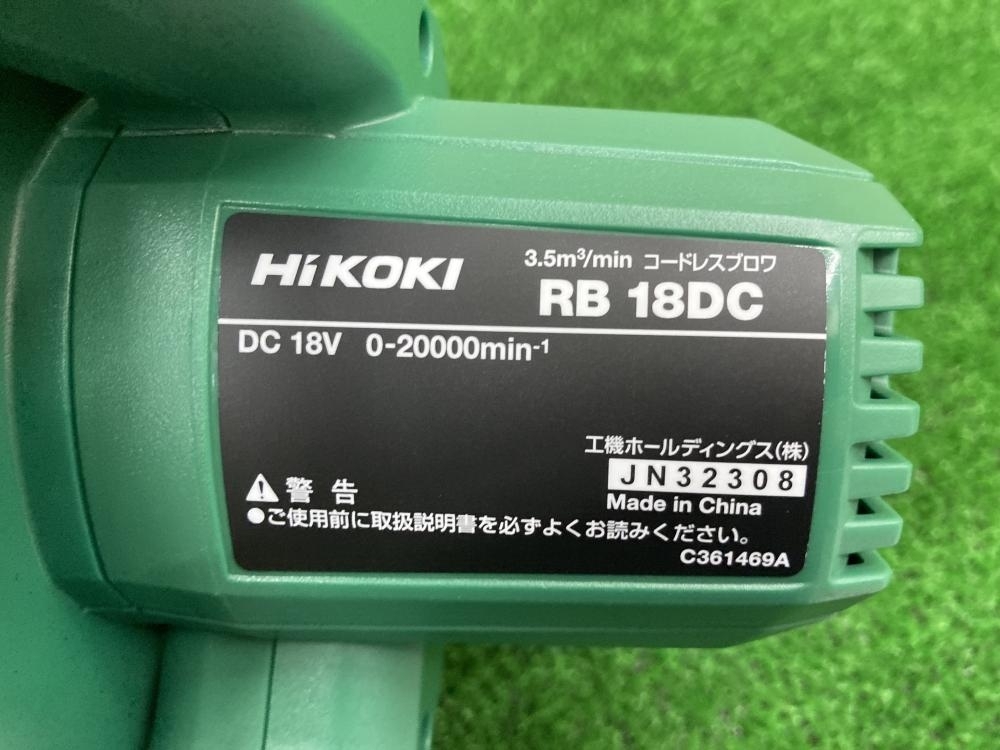 HiKOKI
3.5m³/min コードレスブロワ
RB 18DC
DC 18V 0-20000min⁻¹
工機ホールディングス(株)
JN32308
Made in China
警告
●ご使用前に取扱説明書を必ずよくお読みください。
C361469A